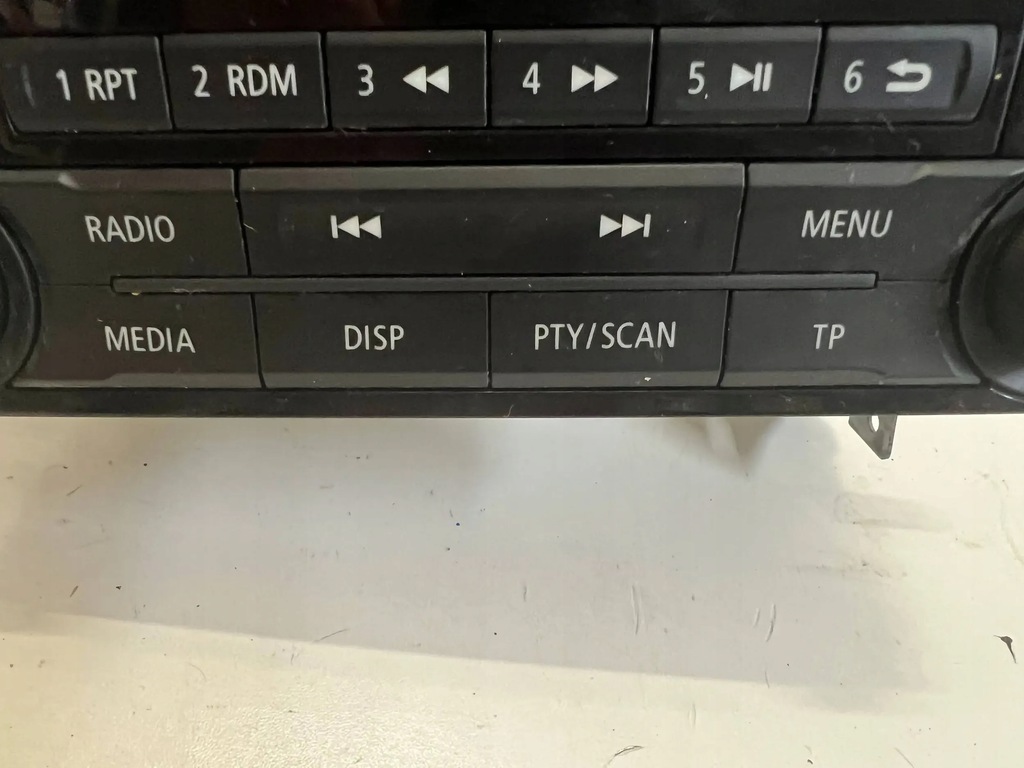 1 RPT 2 RDM 3 4 5 6
RADIO MENU
MEDIA DISP PTY/SCAN TP